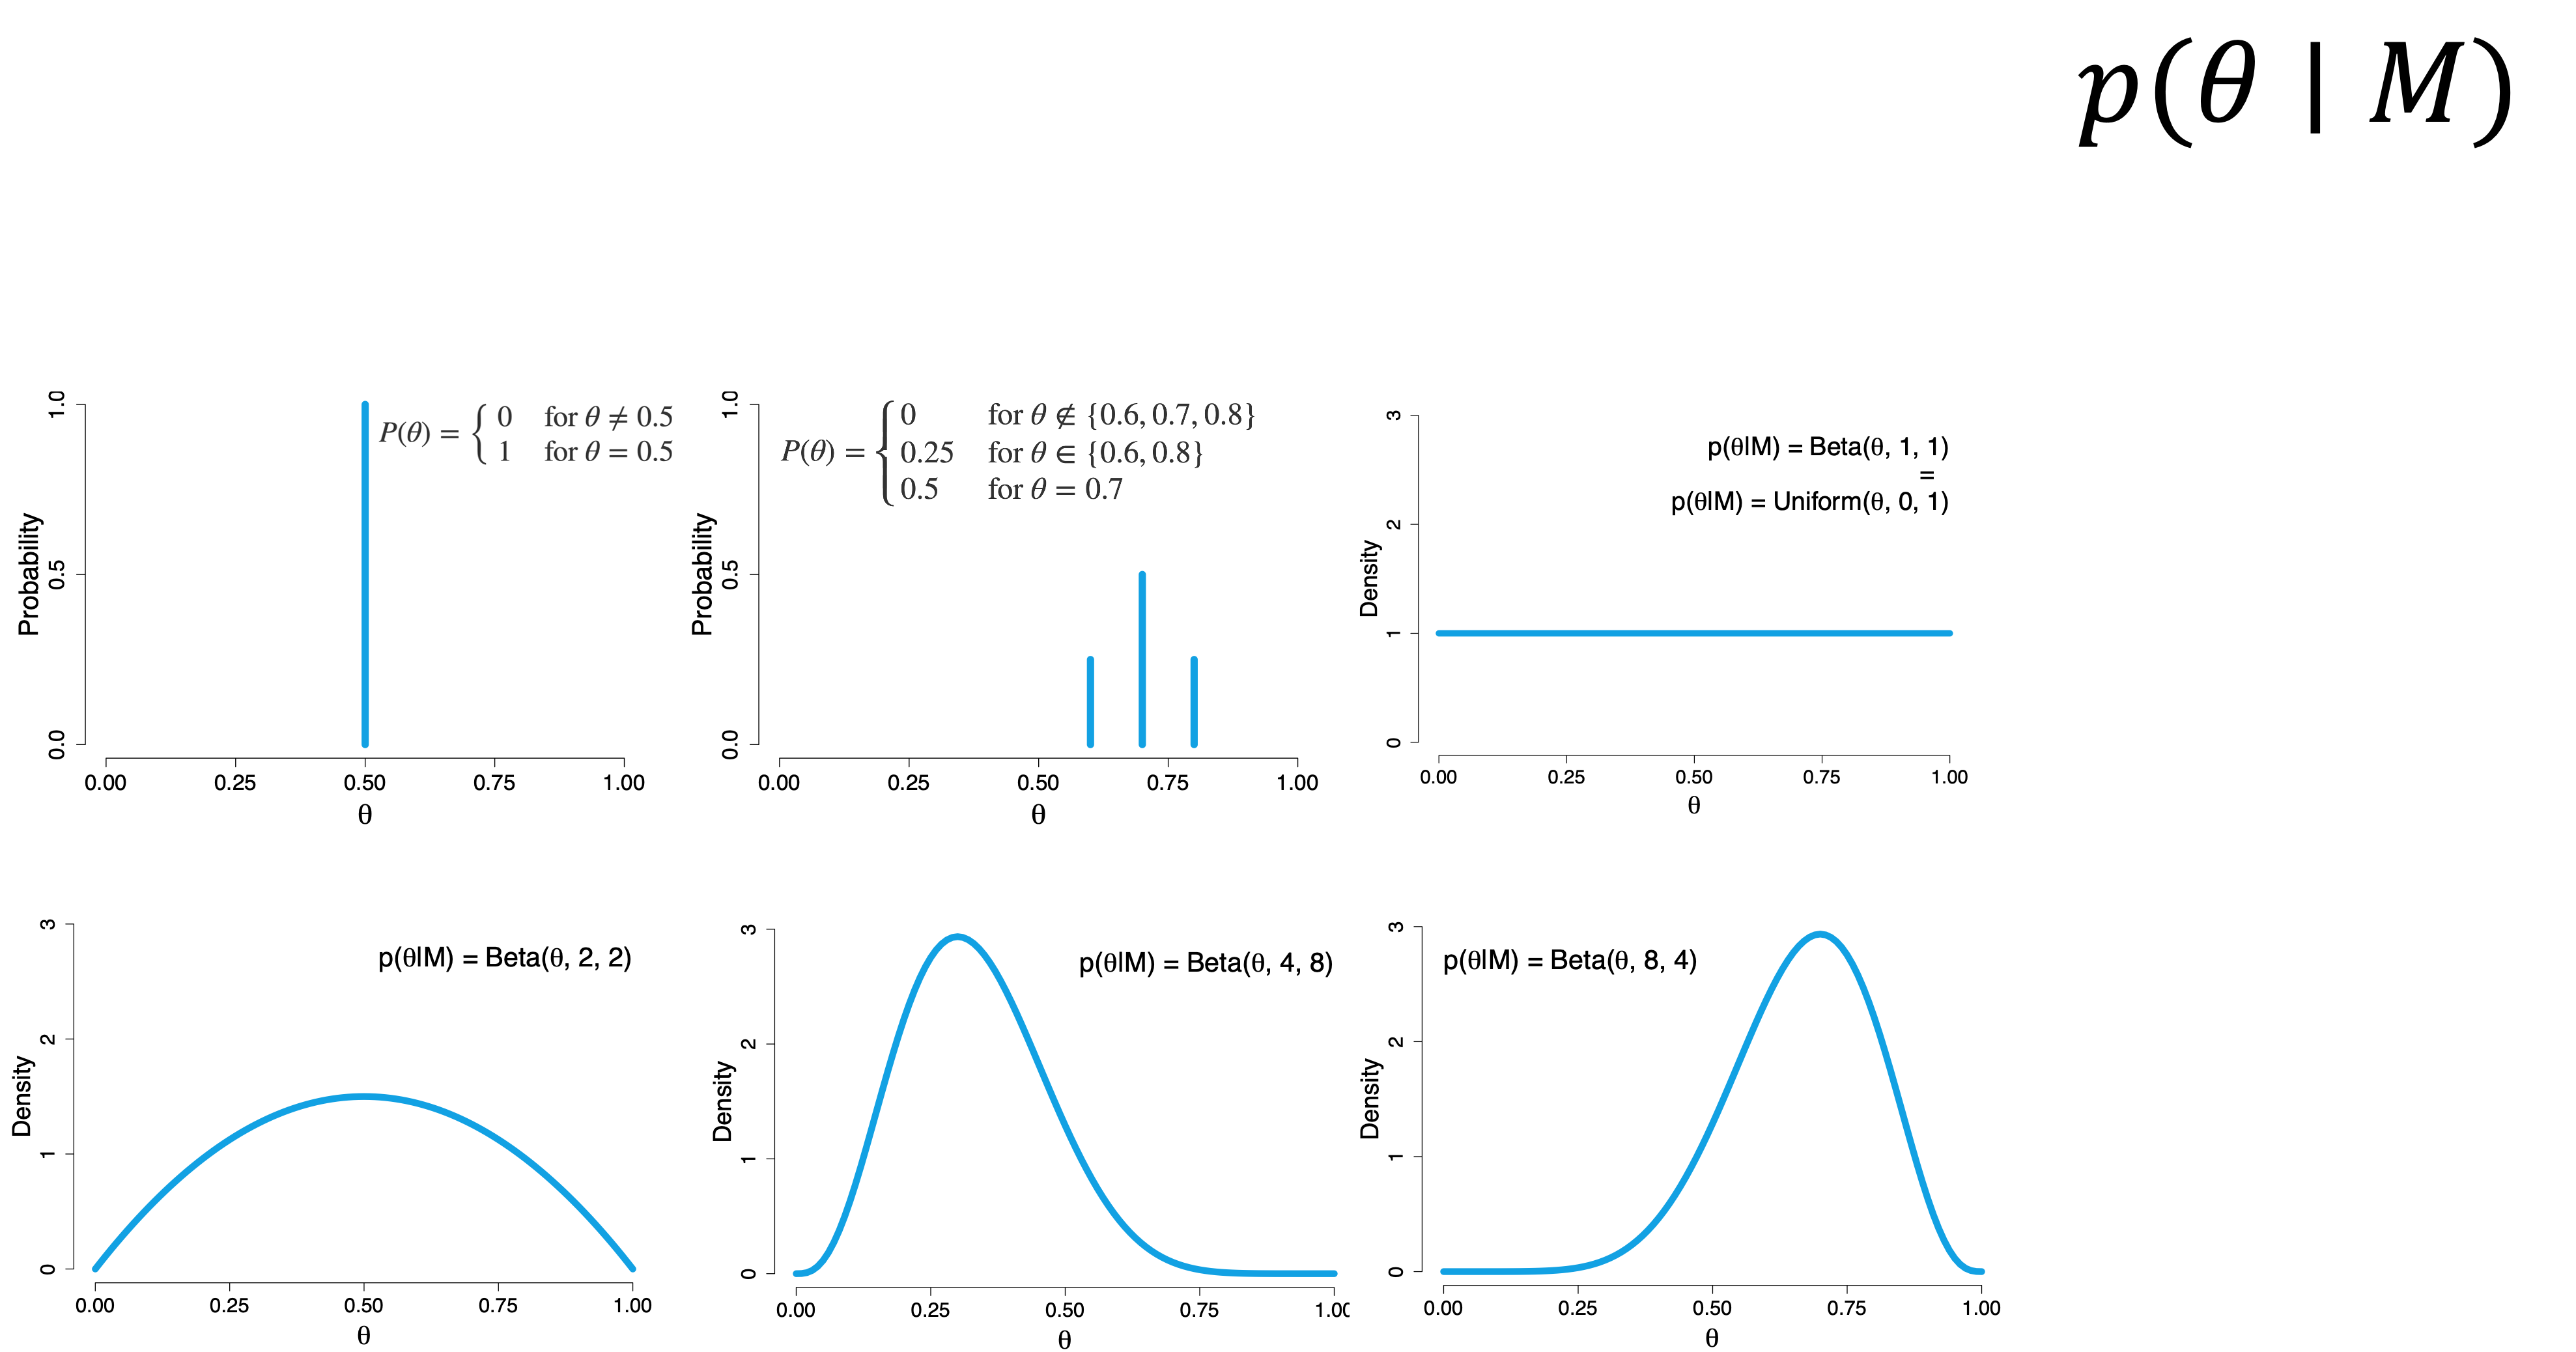 p(θ | M)
1.0
0.5
0.0
Probability
P(θ) = { 0 for θ ≠ 0.5
1 for θ = 0.5
0.00 0.25 0.50 0.75 1.00
θ
1.0
0.5
0.0
Probability
P(θ) = { 0 for θ ∉ {0.6, 0.7, 0.8}
0.25 for θ ∈ {0.6, 0.8}
0.5 for θ = 0.7
0.00 0.25 0.50 0.75 1.00
θ
3
2
1
0
Density
p(θ|M) = Beta(θ, 1, 1)
=
p(θ|M) = Uniform(θ, 0, 1)
0.00 0.25 0.50 0.75 1.00
θ
3
2
1
0
Density
p(θ|M) = Beta(θ, 2, 2)
0.00 0.25 0.50 0.75 1.00
θ
3
2
1
0
Density
p(θ|M) = Beta(θ, 4, 8)
0.00 0.25 0.50 0.75 1.00
θ
3
2
1
0
Density
p(θ|M) = Beta(θ, 8, 4)
0.00 0.25 0.50 0.75 1.00
θ